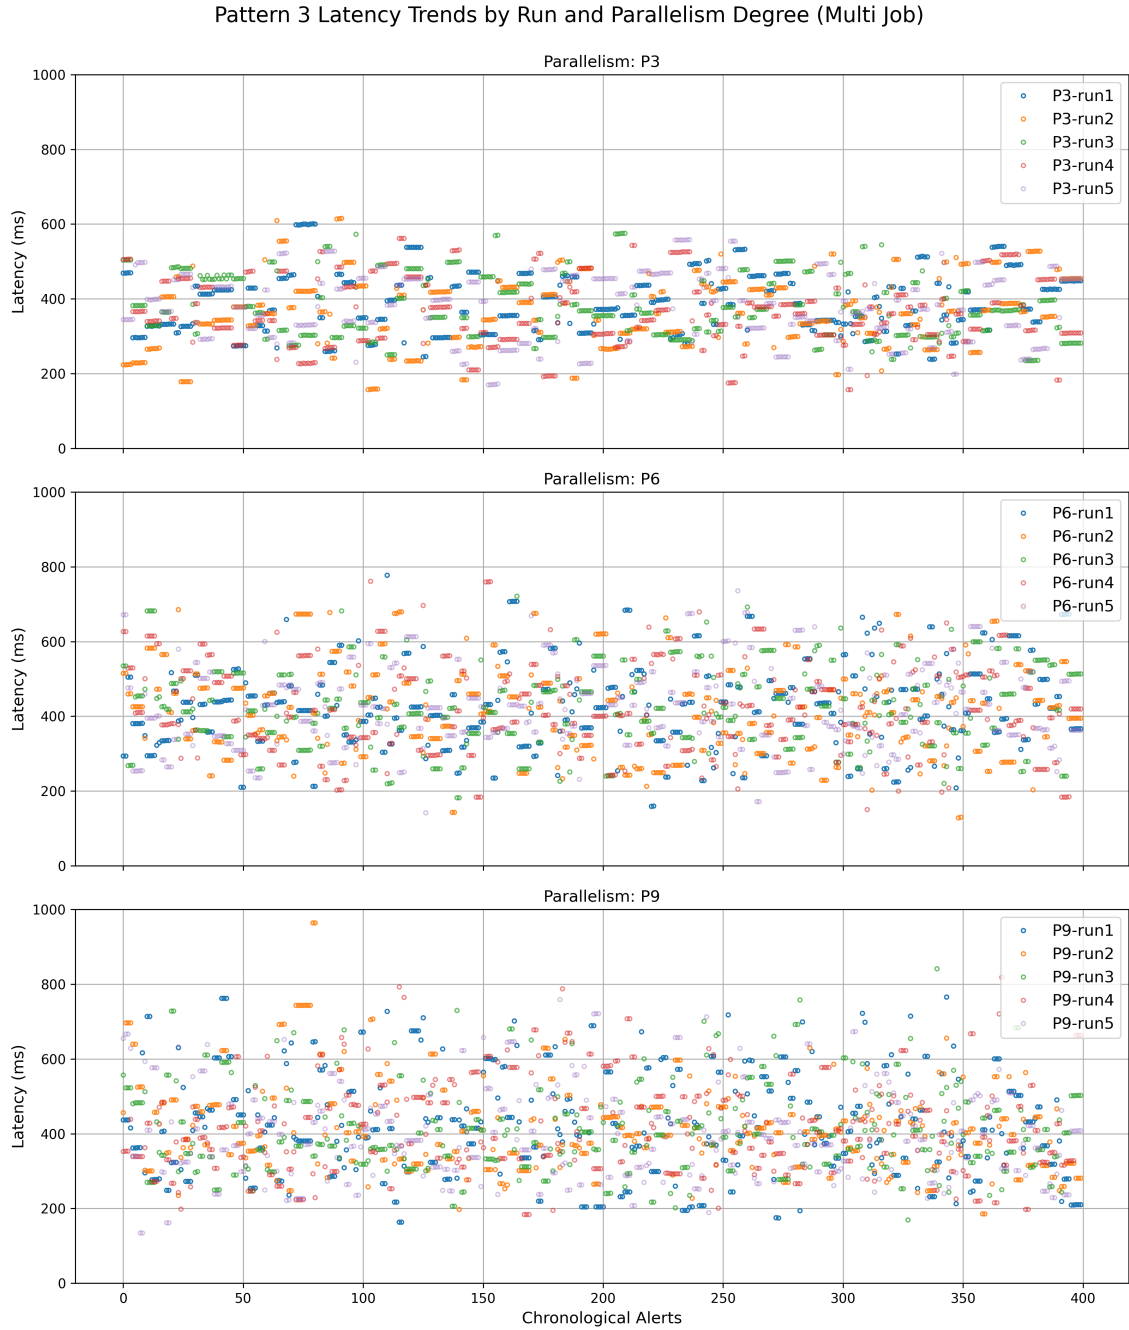 Pattern 3 Latency Trends by Run and Parallelism Degree (Multi Job)
Parallelism: P3
1000
800
600
400
200
0
Latency (ms)
P3-run1
P3-run2
P3-run3
P3-run4
P3-run5
Parallelism: P6
1000
800
600
400
200
0
Latency (ms)
P6-run1
P6-run2
P6-run3
P6-run4
P6-run5
Parallelism: P9
1000
800
600
400
200
0
Latency (ms)
P9-run1
P9-run2
P9-run3
P9-run4
P9-run5
0 50 100 150 200 250 300 350 400
Chronological Alerts